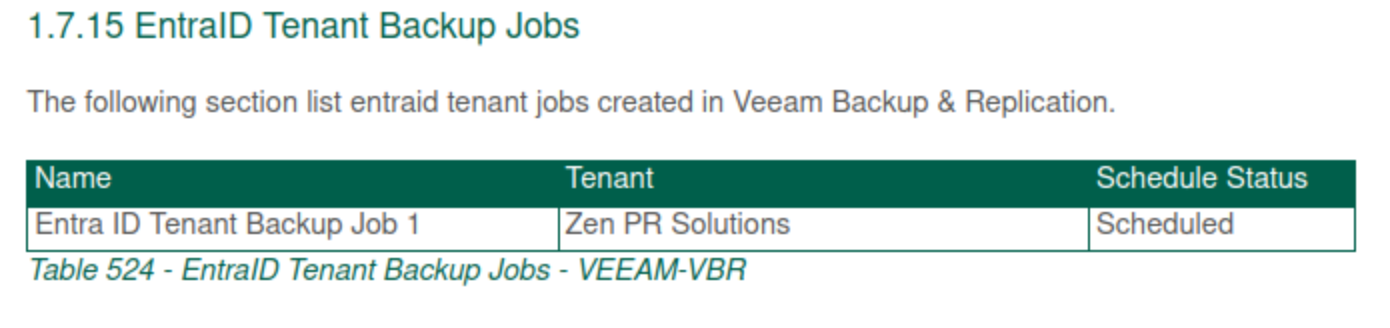 1.7.15 EntraID Tenant Backup Jobs
The following section list entraid tenant jobs created in Veeam Backup & Replication.
Name Tenant Schedule Status
Entra ID Tenant Backup Job 1 Zen PR Solutions Scheduled
Table 524 - EntraID Tenant Backup Jobs - VEEAM-VBR